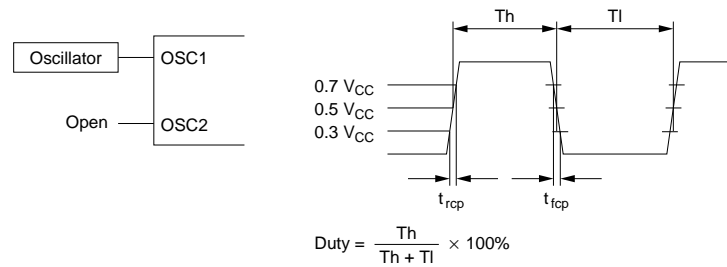 Th
Tl
Oscillator
OSC1
Open
OSC2
0.7 VCC
0.5 VCC
0.3 VCC
trcp
tfcp
Duty = Th / Th + Tl × 100%